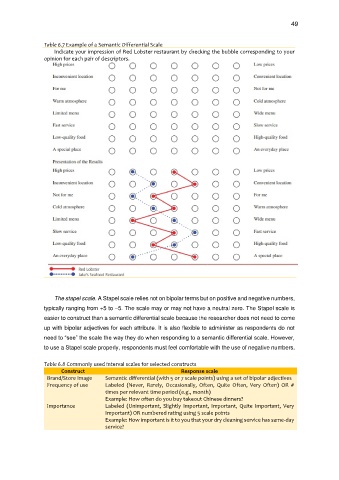 49
Table 6.7 Example of a Semantic Differential Scale
Indicate your impression of Red Lobster restaurant by checking the bubble corresponding to your
opinion for each pair of descriptors.
High prices Low prices
Inconvenient location Convenient location
For me Not for me
Warm atmosphere Cold atmosphere
Limited menu Wide menu
Fast service Slow service
Low-quality food High-quality food
A special place An everyday place
Presentation of the Results
High prices Low prices
Inconvenient location Convenient location
Not for me For me
Cold atmosphere Warm atmosphere
Limited menu Wide menu
Slow service Fast service
Low-quality food High-quality food
An everyday place A special place
Red Lobster
Jake's Seafood Restaurant
The stapel scale. A Stapel scale relies not on bipolar terms but on positive and negative numbers,
typically ranging from +5 to −5. The scale may or may not have a neutral zero. The Stapel scale is
easier to construct than a semantic differential scale because the researcher does not need to come
up with bipolar adjectives for each attribute. It is also flexible to administer as respondents do not
need to "see" the scale the way they do when responding to a semantic differential scale. However,
to use a Stapel scale properly, respondents must feel comfortable with the use of negative numbers.
Table 6.8 Commonly used interval scales for selected constructs
Construct Response scale
Brand/Store image Semantic differential (with 5 or 7 scale points) using a set of bipolar adjectives
Frequency of use Labeled (Never, Rarely, Occasionally, Often, Quite Often, Very Often) OR #
times per relevant time period (e.g., month)
Example: How often do you buy takeout Chinese dinners?
Importance Labeled (Unimportant, Slightly Important, Important, Quite Important, Very
Important) OR numbered rating using 5 scale points
Example: How important is it to you that your dry cleaning service has same-day
service?